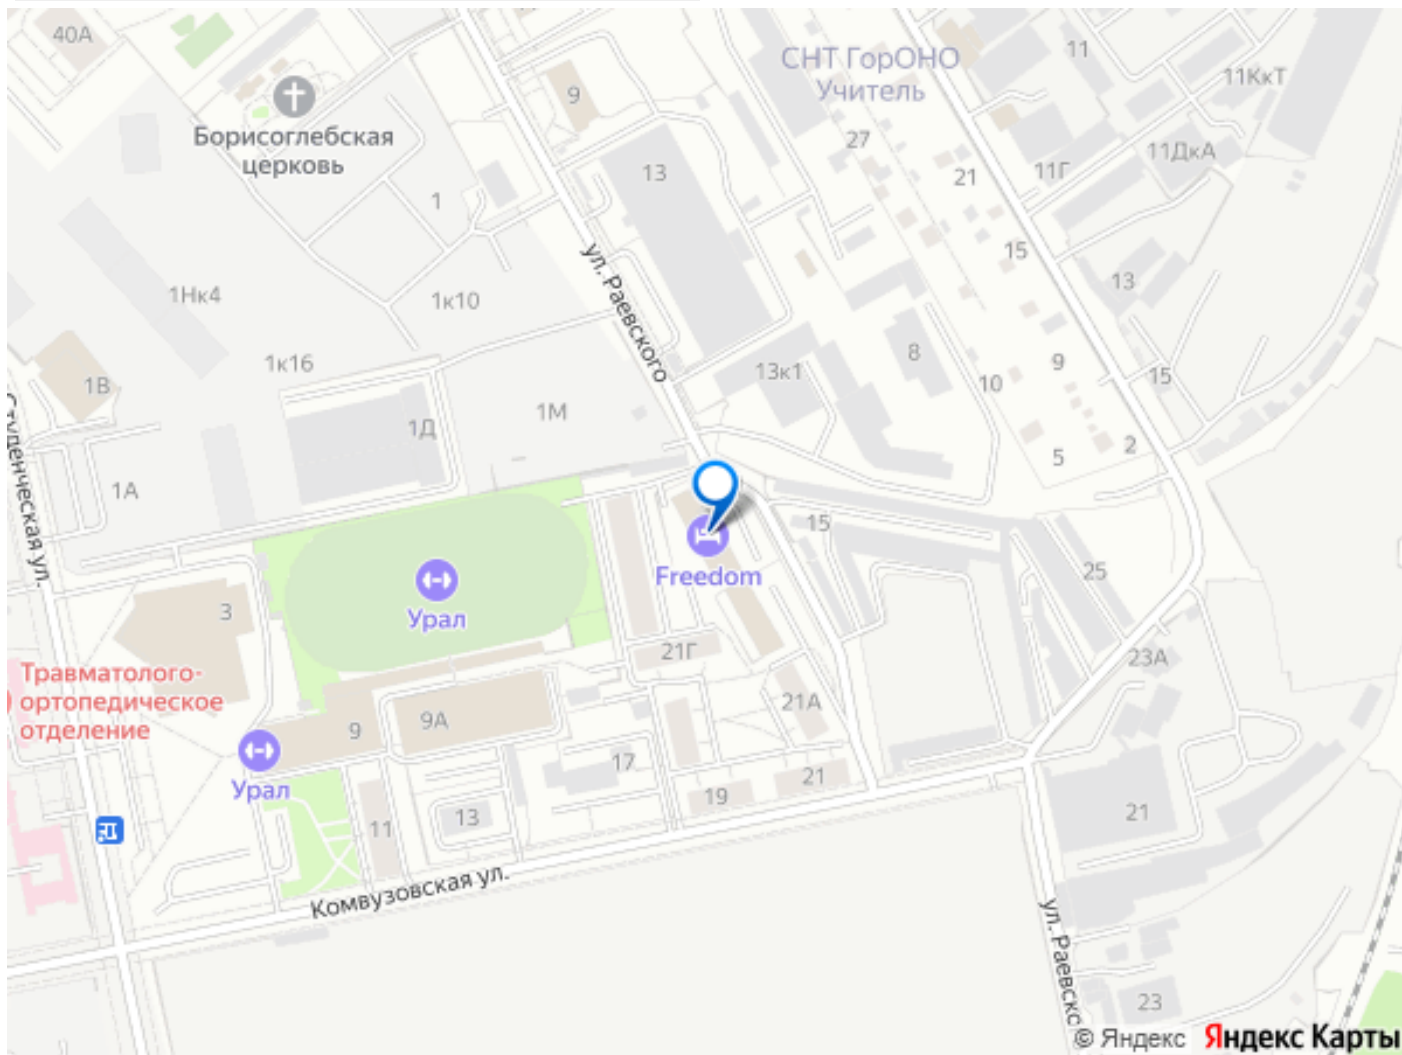 40А
9
СНТ ГорОНО
Учитель
11
11КкТ
Борисоглебская
церковь
27
13
21
11Г
11ДкА
1
ул. Раевского
15
13
1Нк4
1к10
1к16
13к1
8
10
9
15
1В
1М
1Д
2
5
1А
Студенческая ул.
15
Freedom
25
Урал
3
21Г
23А
Травматолого-
ортопедическое
отделение
21А
9
9А
Урал
17
21
19
13
11
21
Комвузовская ул.
ул. Раевско
23
© Яндекс Яндекс Карты